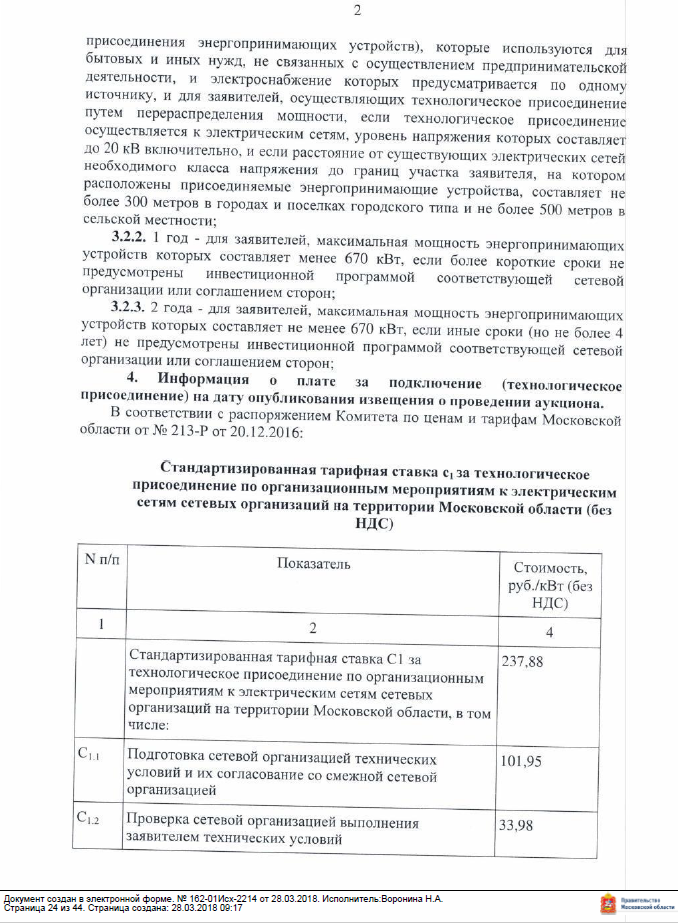 2
присоединения энергопринимающих устройств), которые используются для
бытовых и иных нужд, не связанных с осуществлением предпринимательской
деятельности, и электроснабжение которых предусматривается по одному
источнику, и для заявителей, осуществляющих технологическое присоединение
путем перераспределения мощности, если технологическое присоединение
осуществляется к электрическим сетям, уровень напряжения которых составляет
до 20 кВ включительно, и если расстояние от существующих электрических сетей
необходимого класса напряжения до границ участка заявителя, на котором
расположены присоединяемые энергопринимающие устройства, составляет не
более 300 метров в городах и поселках городского типа и не более 500 метров в
сельской местности;
3.2.2. 1 год - для заявителей, максимальная мощность энергопринимающих
устройств которых составляет менее 670 кВт, если более короткие сроки не
предусмотрены инвестиционной программой соответствующей сетевой
организации или соглашением сторон;
3.2.3. 2 года - для заявителей, максимальная мощность энергопринимающих
устройств которых составляет не менее 670 кВт, если иные сроки (но не более 4
лет) не предусмотрены инвестиционной программой соответствующей сетевой
организации или соглашением сторон;
4. Информация о плате за подключение (технологическое
присоединение) на дату опубликования извещения о проведении аукциона.
В соответствии с распоряжением Комитета по ценам и тарифам Московской
области от № 213-Р от 20.12.2016:
Стандартизированная тарифная ставка c1 за технологическое
присоединение по организационным мероприятиям к электрическим
сетям сетевых организаций на территории Московской области (без
НДС)
N п/п Показатель Стоимость,
руб./кВт (без
НДС)
1 2 4
Стандартизированная тарифная ставка С1 за 237,88
технологическое присоединение по организационным
мероприятиям к электрическим сетям сетевых
организаций на территории Московской области, в том
числе:
С1.1 Подготовка сетевой организацией технических 101,95
условий и их согласование со смежной сетевой
организацией
С1.2 Проверка сетевой организацией выполнения 33,98
заявителем технических условий
Документ создан в электронной форме. № 162-01Исх-2214 от 28.03.2018. Исполнитель:Воронина Н.А.
Страница 24 из 44. Страница создана: 28.03.2018 09:17
Правительство
Московской области